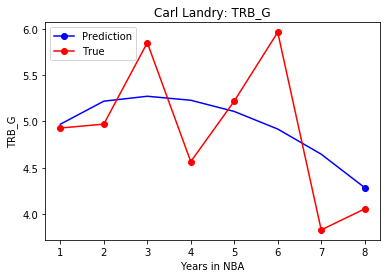 Carl Landry: TRB_G
Prediction
True
TRB_G
6.0
5.5
5.0
4.5
4.0
1 2 3 4 5 6 7 8
Years in NBA